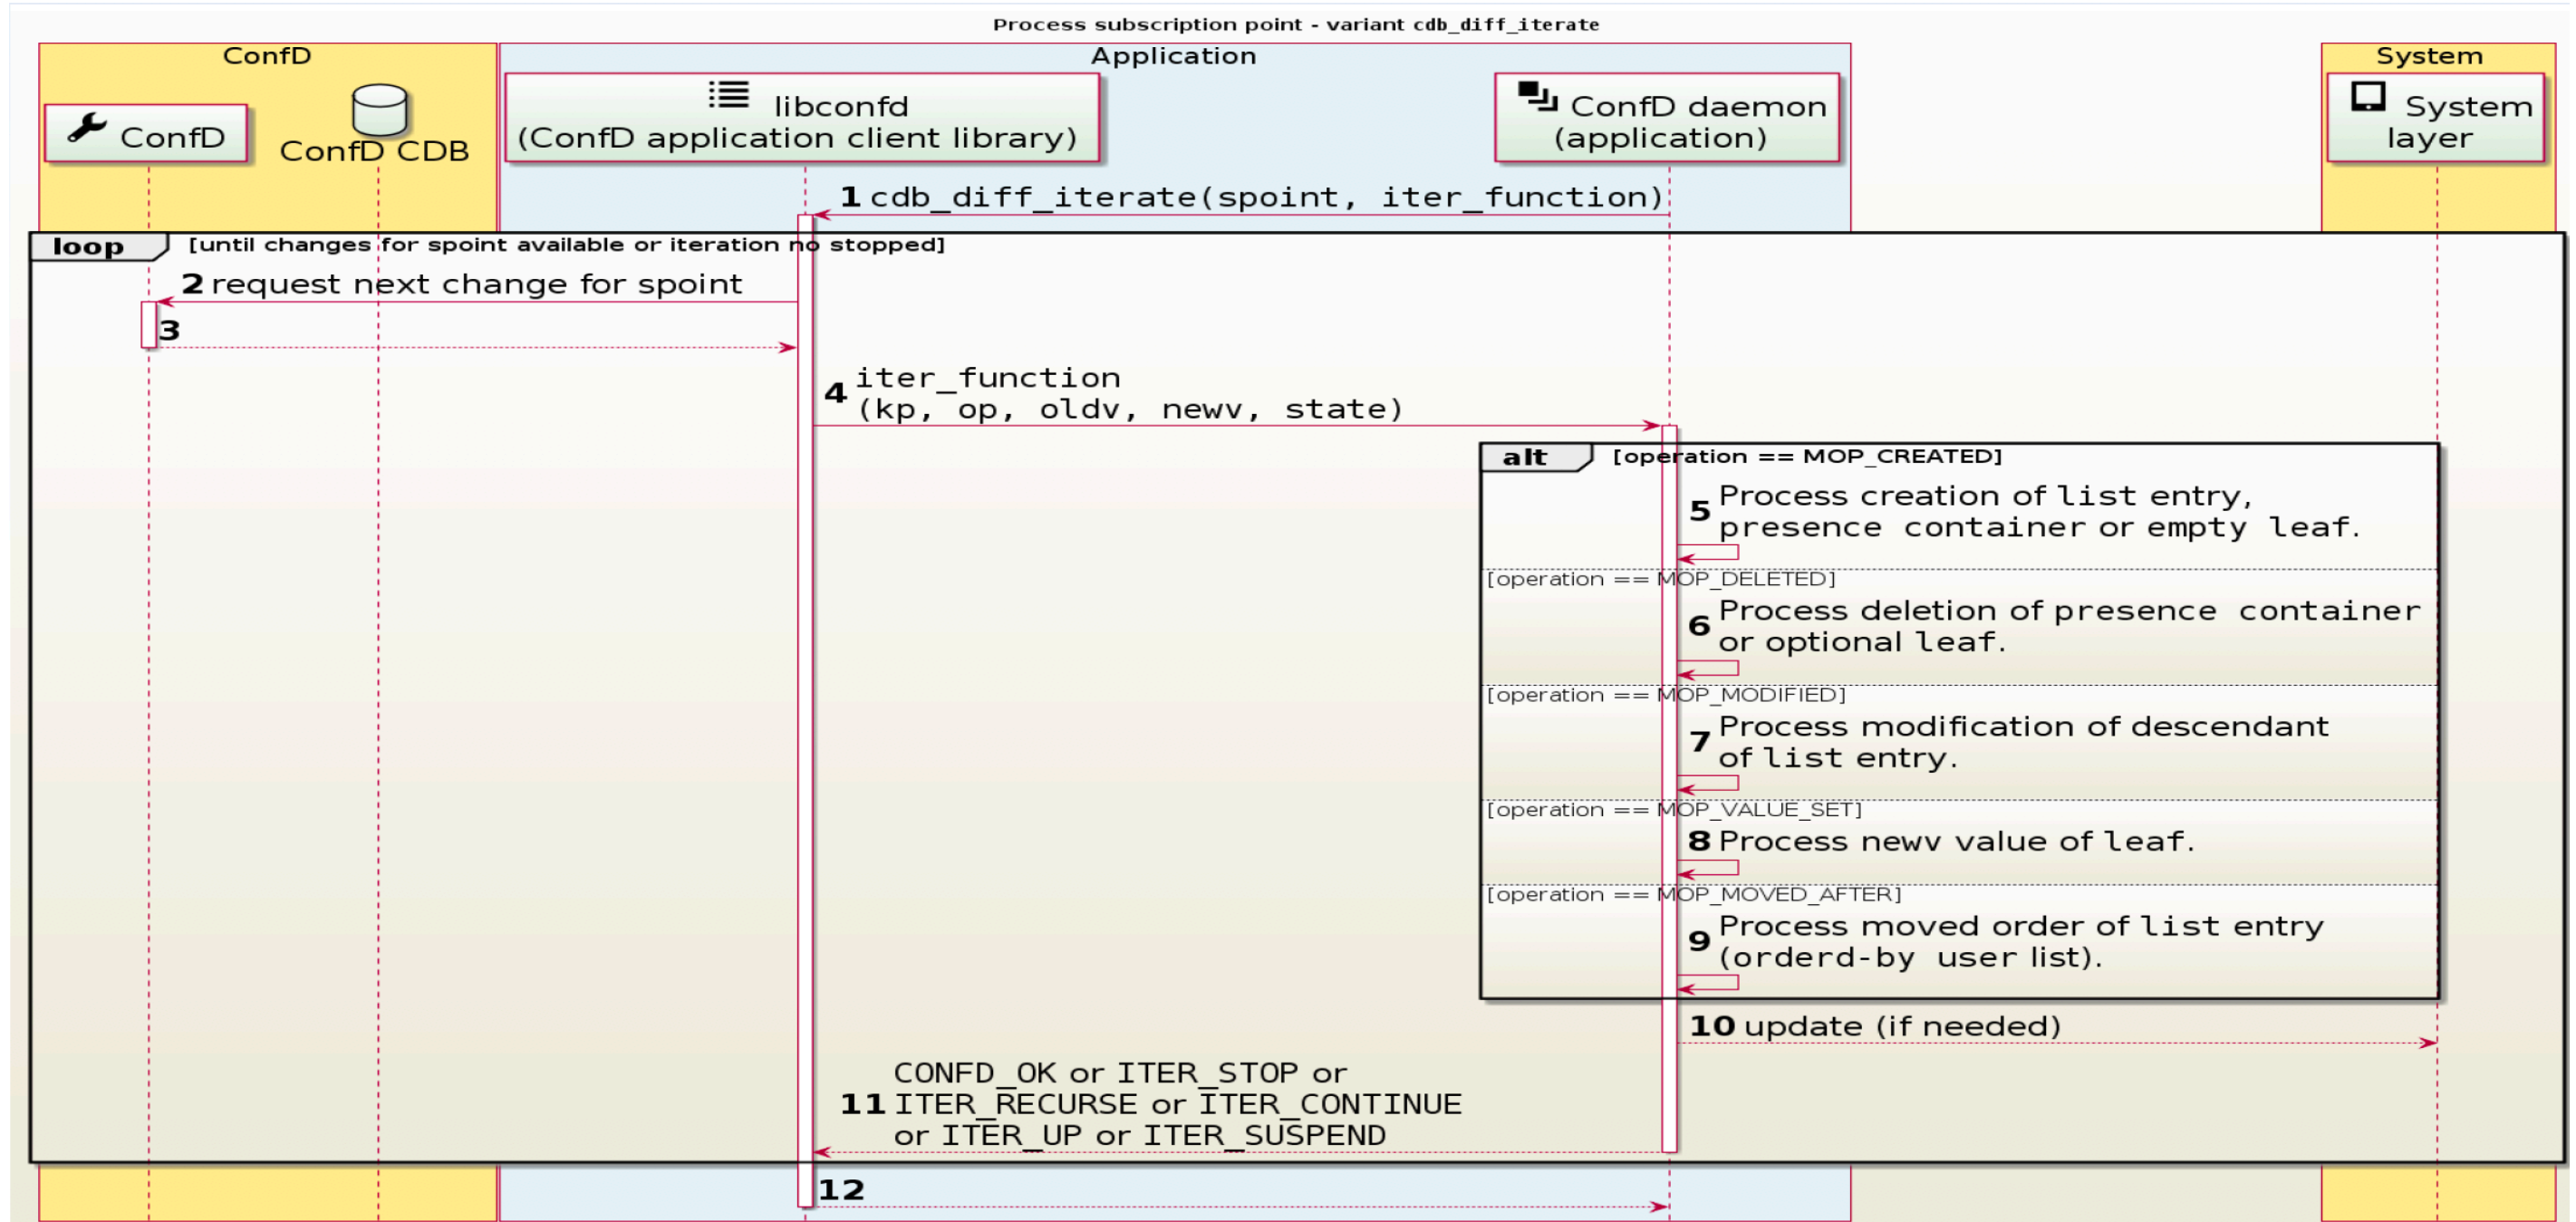 Process subscription point - variant cdb_diff_iterate
ConfD
Application
System
ConfD
ConfD CDB
libconfd
(ConfD application client library)
ConfD daemon
(application)
System
layer
1 cdb_diff_iterate(spoint, iter_function)
loop [until changes for spoint available or iteration no stopped]
2 request next change for spoint
3
4 iter_function
(kp, op, oldv, newv, state)
alt [operation == MOP_CREATED]
5 Process creation of list entry,
presence container or empty leaf.
[operation == MOP_DELETED]
6 Process deletion of presence container
or optional leaf.
[operation == MOP_MODIFIED]
7 Process modification of descendant
of list entry.
[operation == MOP_VALUE_SET]
8 Process newv value of leaf.
[operation == MOP_MOVED_AFTER]
9 Process moved order of list entry
(orderd-by user list).
10 update (if needed)
CONFD_OK or ITER_STOP or
11 ITER_RECURSE or ITER_CONTINUE
or ITER_UP or ITER_SUSPEND
12